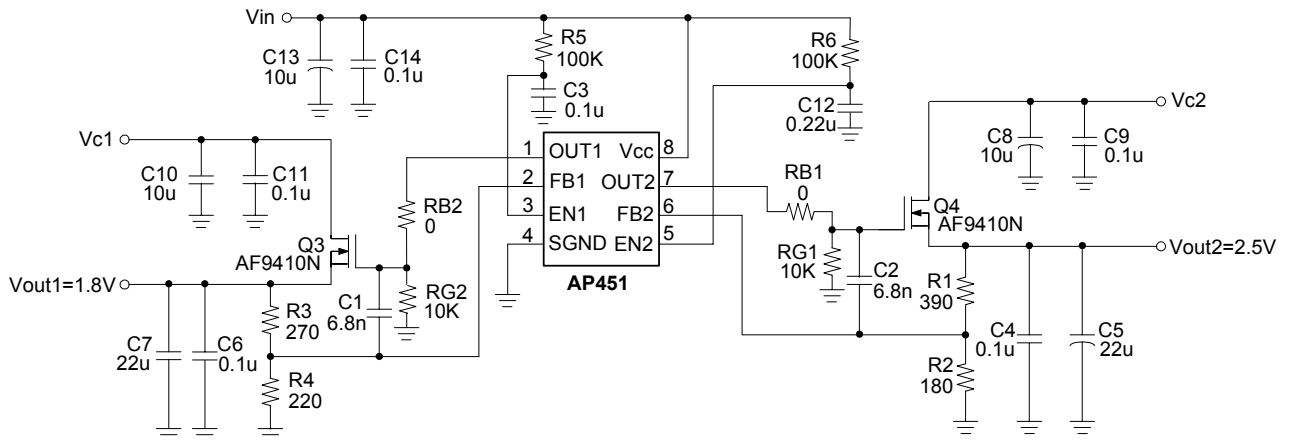 Vin
C13
10u
C14
0.1u
R5
100K
C3
0.1u
R6
100K
C12
0.22u
Vc1
C10
10u
C11
0.1u
1
OUT1
Vcc
8
2
FB1
OUT2
7
3
EN1
FB2
6
4
SGND
EN2
5
AP451
RB2
0
RB1
0
Vc2
C8
10u
C9
0.1u
Q3
AF9410N
Q4
AF9410N
Vout1=1.8V
Vout2=2.5V
C1
6.8n
RG2
10K
RG1
10K
C2
6.8n
R1
390
R3
270
C7
22u
C6
0.1u
R4
220
C4
0.1u
C5
22u
R2
180